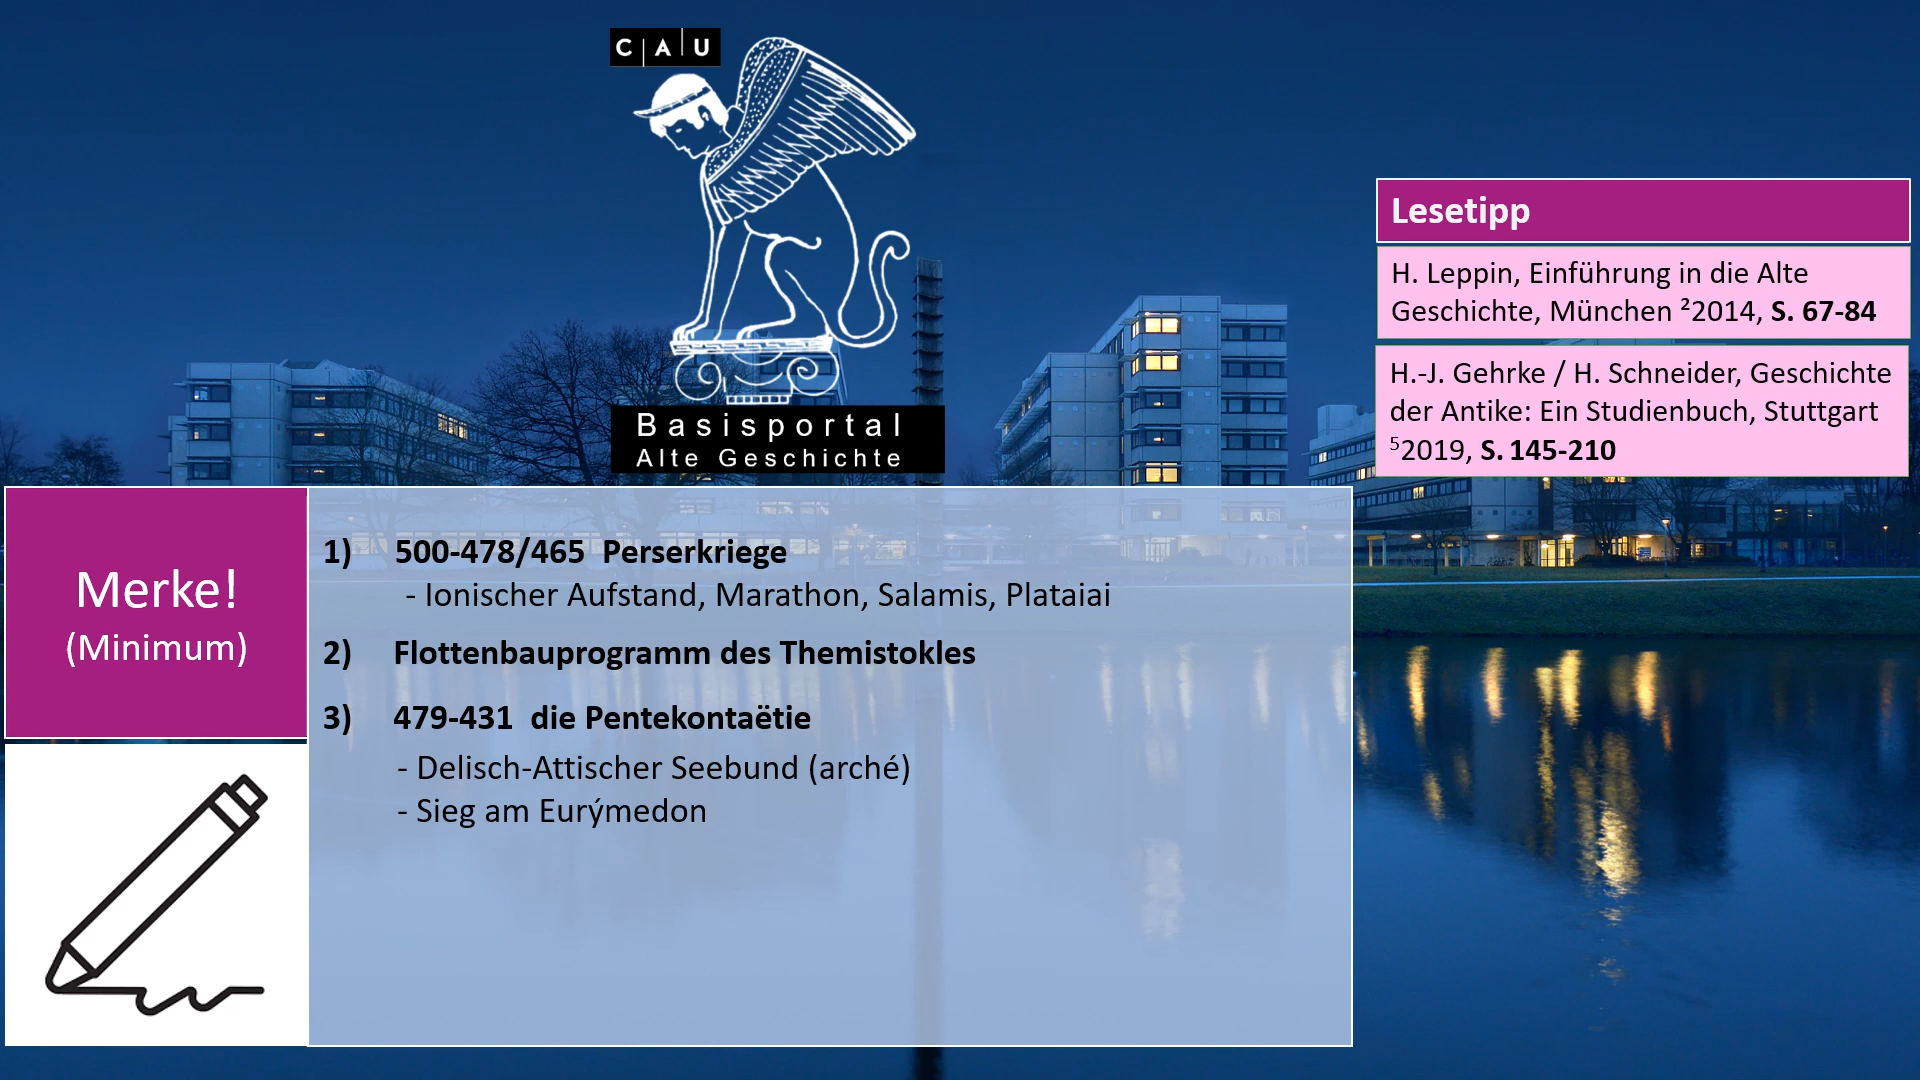 C A U
Basisportal
Alte Geschichte
Lesetipp
H. Leppin, Einführung in die Alte
Geschichte, München ²2014, S. 67-84
H.-J. Gehrke / H. Schneider, Geschichte
der Antike: Ein Studienbuch, Stuttgart
⁵2019, S. 145-210
Merke!
(Minimum)
1) 500-478/465 Perserkriege
- Ionischer Aufstand, Marathon, Salamis, Plataiai
2) Flottenbauprogramm des Themistokles
3) 479-431 die Pentekontaëtie
- Delisch-Attischer Seebund (arché)
- Sieg am Eurýmedon